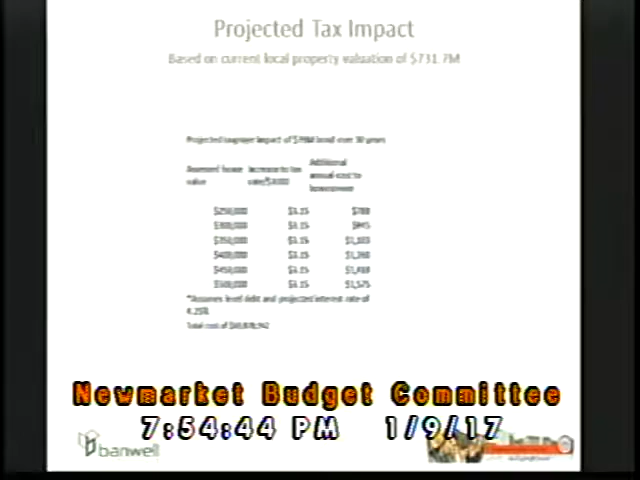 Projected Tax Impact
Based on current local property valuation of $731.7M
Projected taxpayer impact of bond over 30 years
Assessed house value
Increase to tax rate/$1000
Additional annual cost to homeowner
$250,000 $3.15 $788
$300,000 $3.15 $945
$350,000 $3.15 $1,103
$400,000 $3.15 $1,260
$450,000 $3.15 $1,418
$500,000 $3.15 $1,575
*Assumes level debt and projected interest rate of
4.25%
Total cost of
Newmarket Budget Committee
7:54:44 PM 1/9/17
banwell